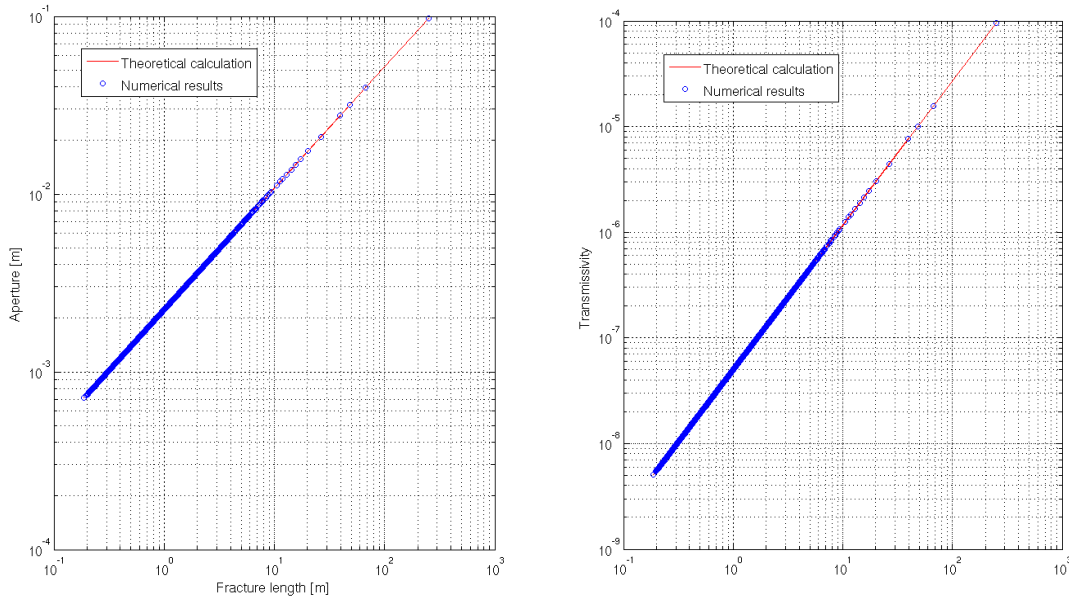 10^-1
Theoretical calculation
Numerical results
10^-2
Aperture [m]
10^-3
10^-4
10^-1
10^0
10^1
10^2
10^3
Fracture length [m]
10^-4
Theoretical calculation
Numerical results
10^-5
10^-6
Transmissivity
10^-7
10^-8
10^-9
10^-1
10^0
10^1
10^2
10^3